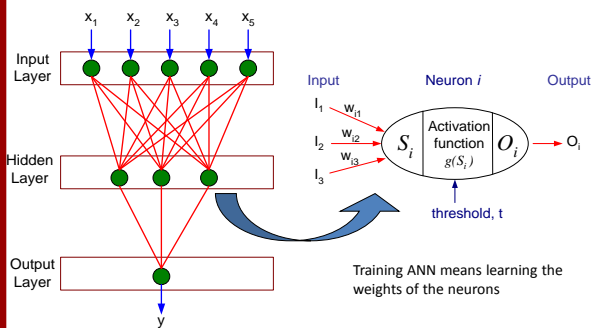 x1 x2 x3 x4 x5
Input
Layer
Hidden
Layer
Output
Layer
y
Input Neuron i Output
I1 wi1
I2 wi2
I3 wi3
Si
Activation
function
g(Si)
Oi
Oi
threshold, t
Training ANN means learning the
weights of the neurons